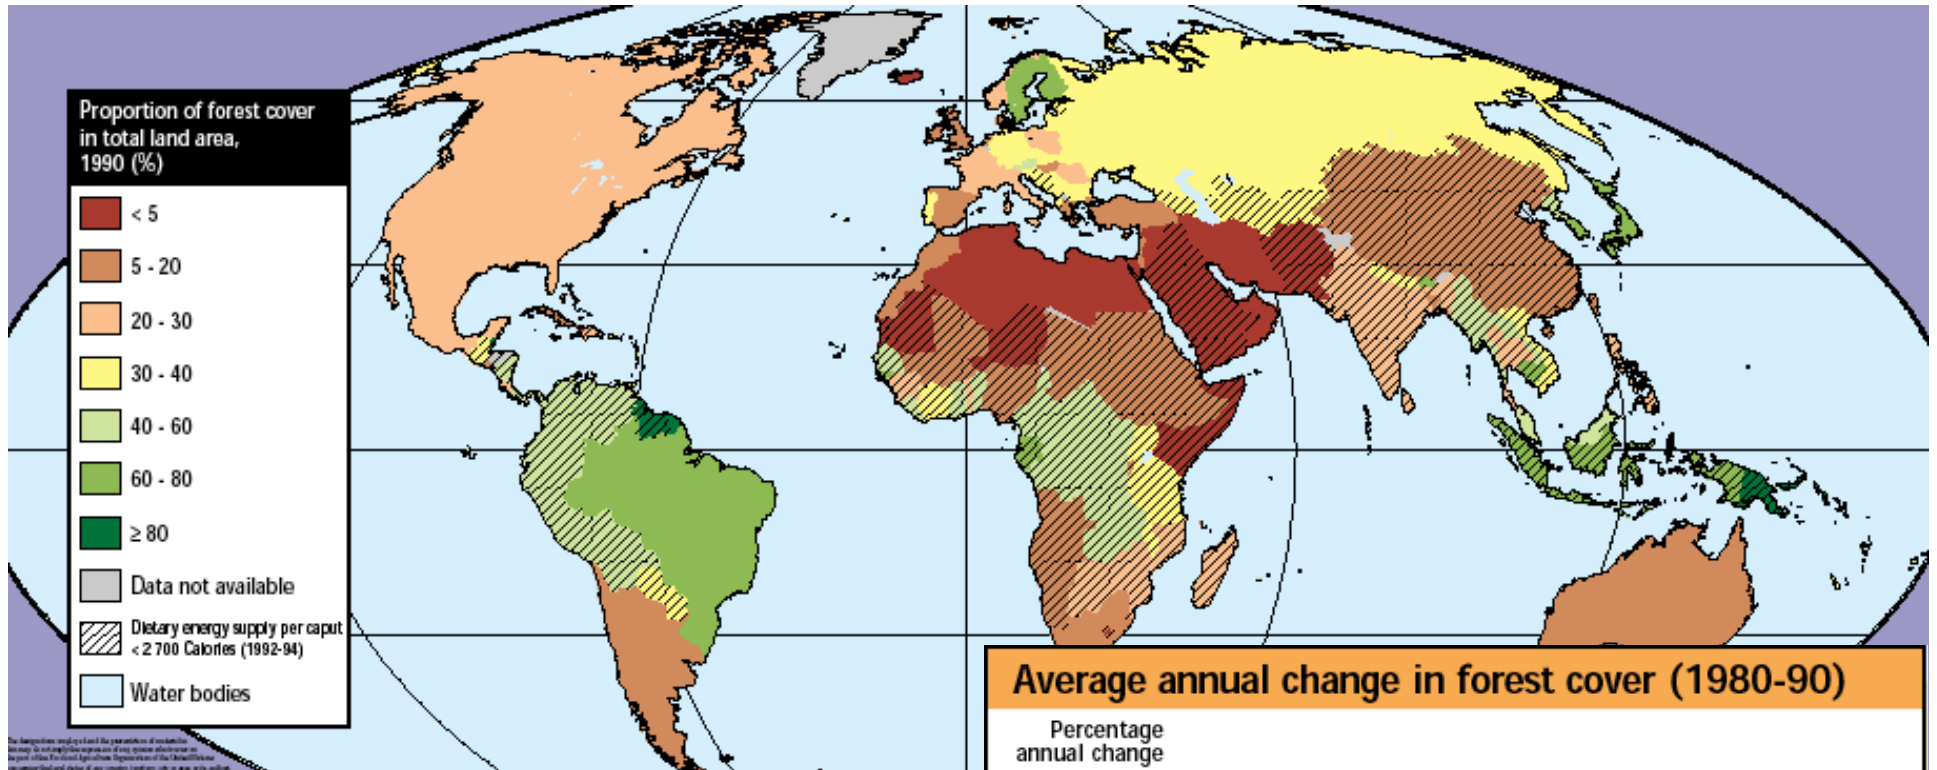 Proportion of forest cover
in total land area,
1990 (%)
< 5
5 - 20
20 - 30
30 - 40
40 - 60
60 - 80
≥ 80
Data not available
Dietary energy supply per caput
< 2 700 Calories (1992-94)
Water bodies
Average annual change in forest cover (1980-90)
Percentage
annual change